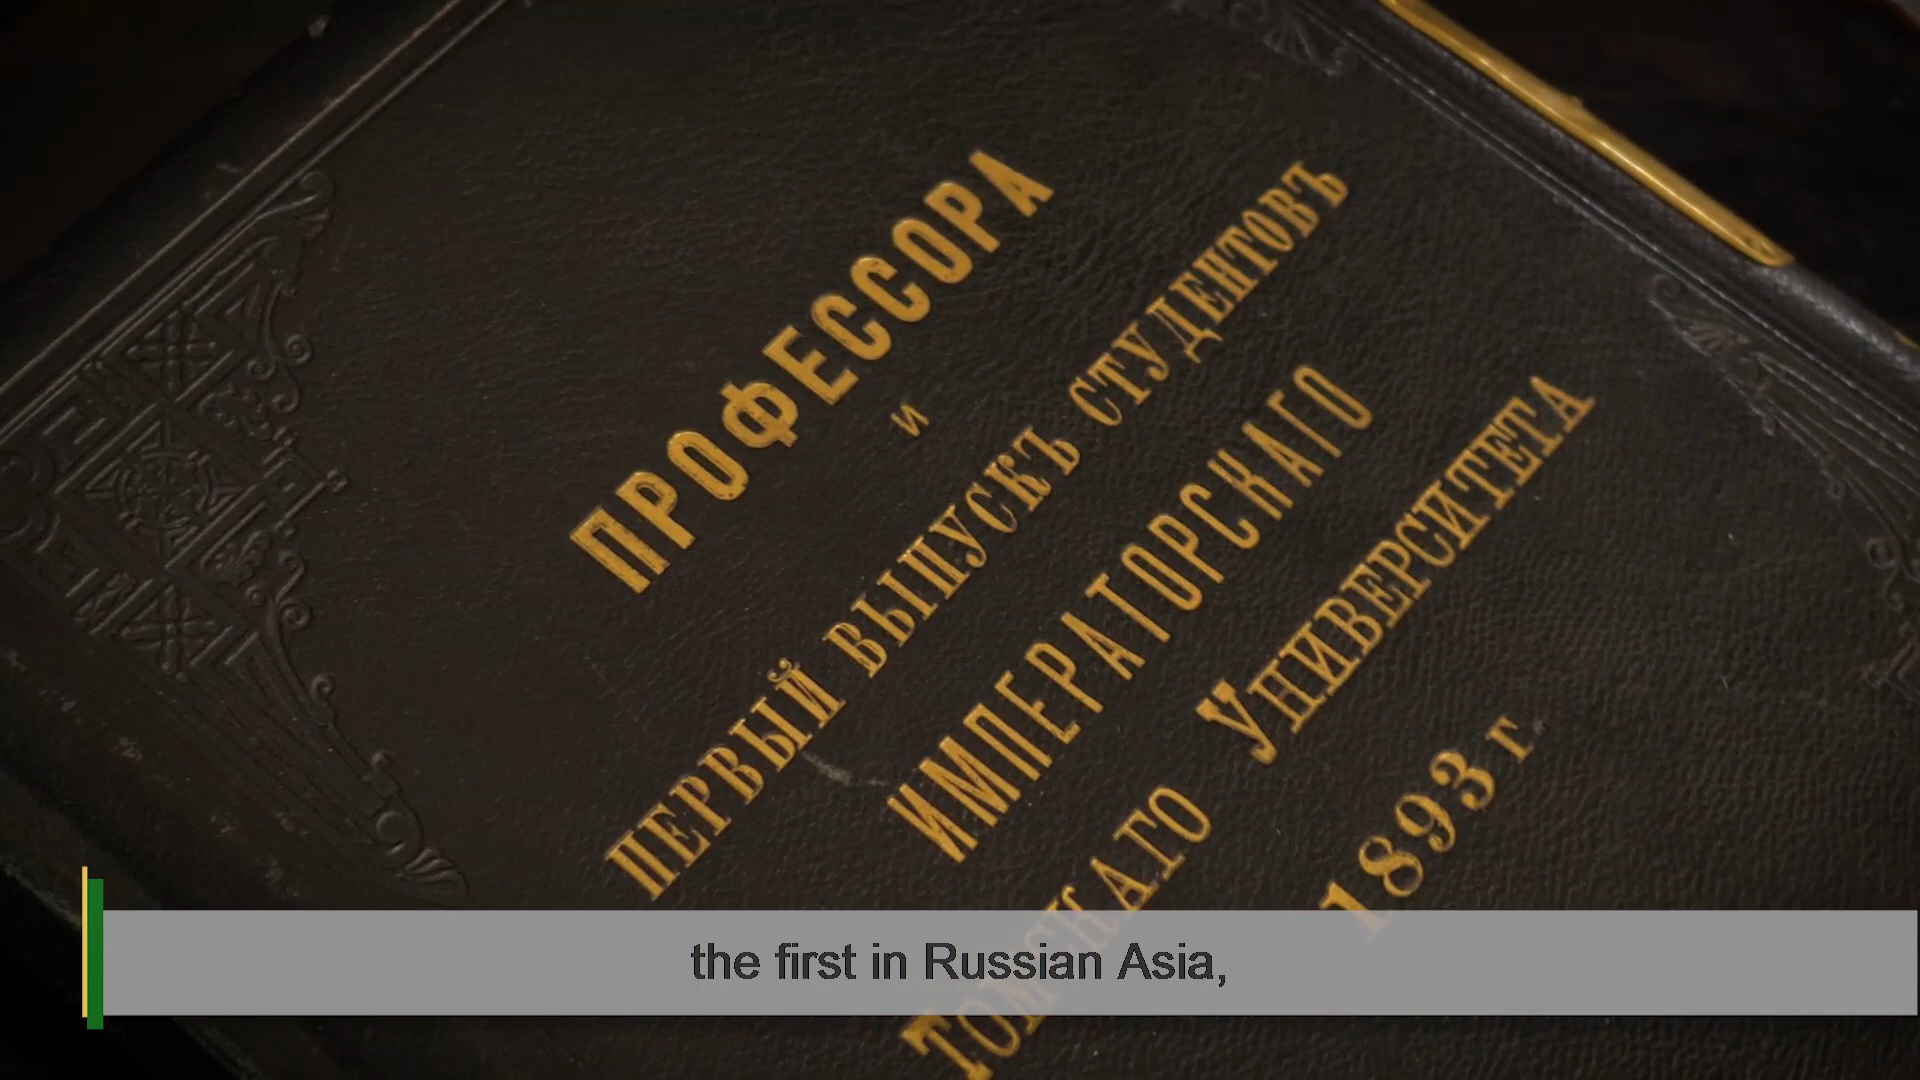 ПРОФЕССОРА
и
ПЕРВЫЙ ВЫПУСКЪ СТУДЕНТОВЪ
ИМПЕРАТОРСКАГО
ТОМСКАГО УНИВЕРСИТЕТА
1893 г.
the first in Russian Asia,